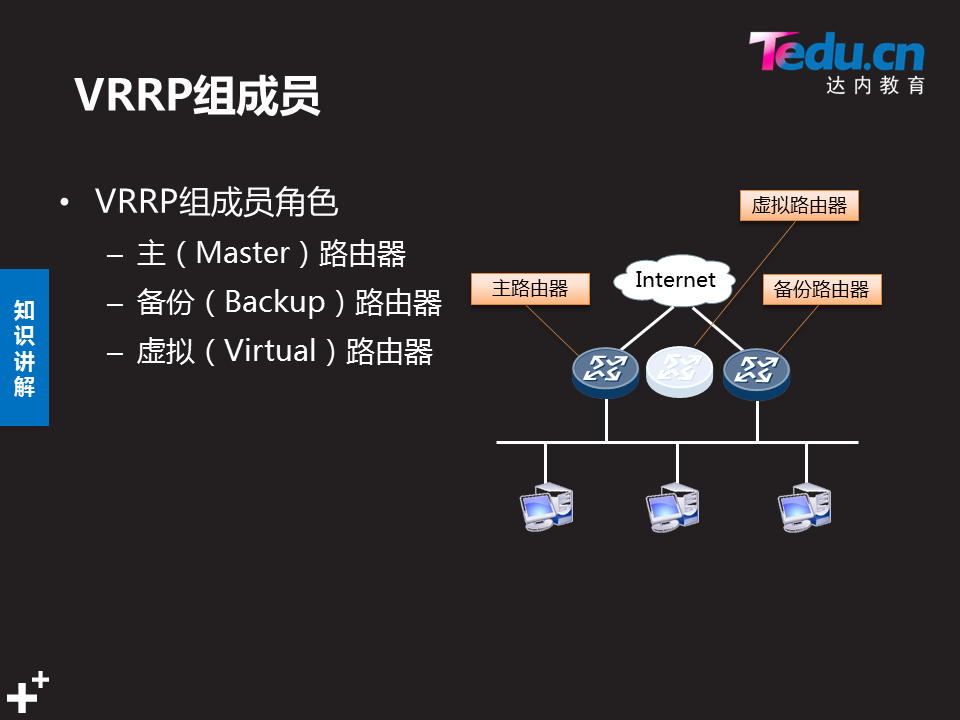 Tedu.cn
达内教育
VRRP组成员
• VRRP组成员角色
– 主（Master）路由器
– 备份（Backup）路由器
– 虚拟（Virtual）路由器
知识讲解
虚拟路由器
Internet
主路由器
备份路由器